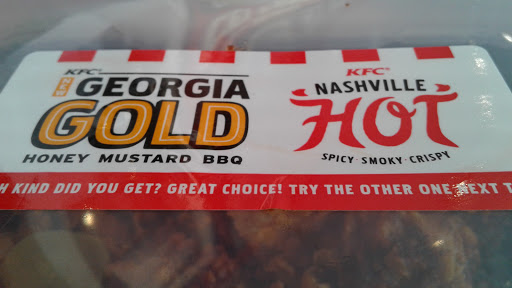 KFC®
GEORGIA
GOLD
HONEY MUSTARD BBQ
KFC®
NASHVILLE
HOT
SPICY · SMOKY · CRISPY
KIND DID YOU GET? GREAT CHOICE! TRY THE OTHER ONE NEXT